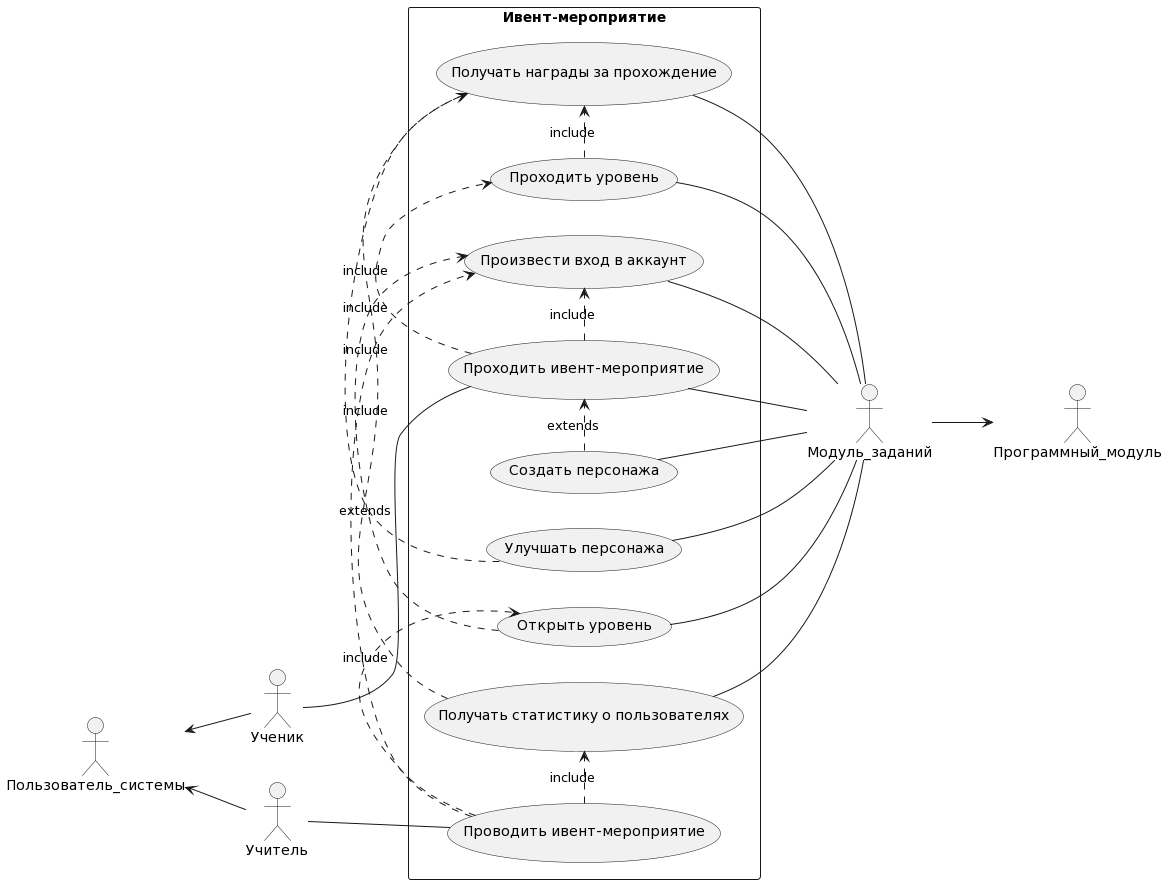 Ивент-мероприятие
Получать награды за прохождение
include
Проходить уровень
Произвести вход в аккаунт
include
include
include
Проходить ивент-мероприятие
include
include
extends
Модуль_заданий
Программный_модуль
Создать персонажа
extends
Улучшать персонажа
Открыть уровень
include
Получать статистику о пользователях
Ученик
Пользователь_системы
include
Проводить ивент-мероприятие
Учитель